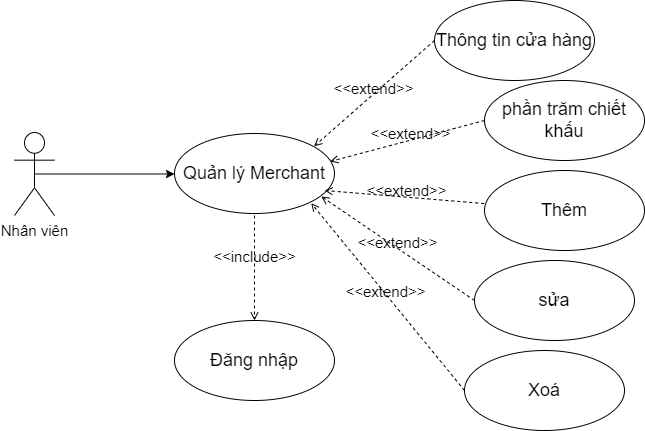 Thông tin cửa hàng
<<extend>>
phần trăm chiết
khấu
<<extend>>
Quản lý Merchant
<<extend>>
Thêm
Nhân viên
<<extend>>
<<include>>
<<extend>>
sửa
Đăng nhập
Xoá